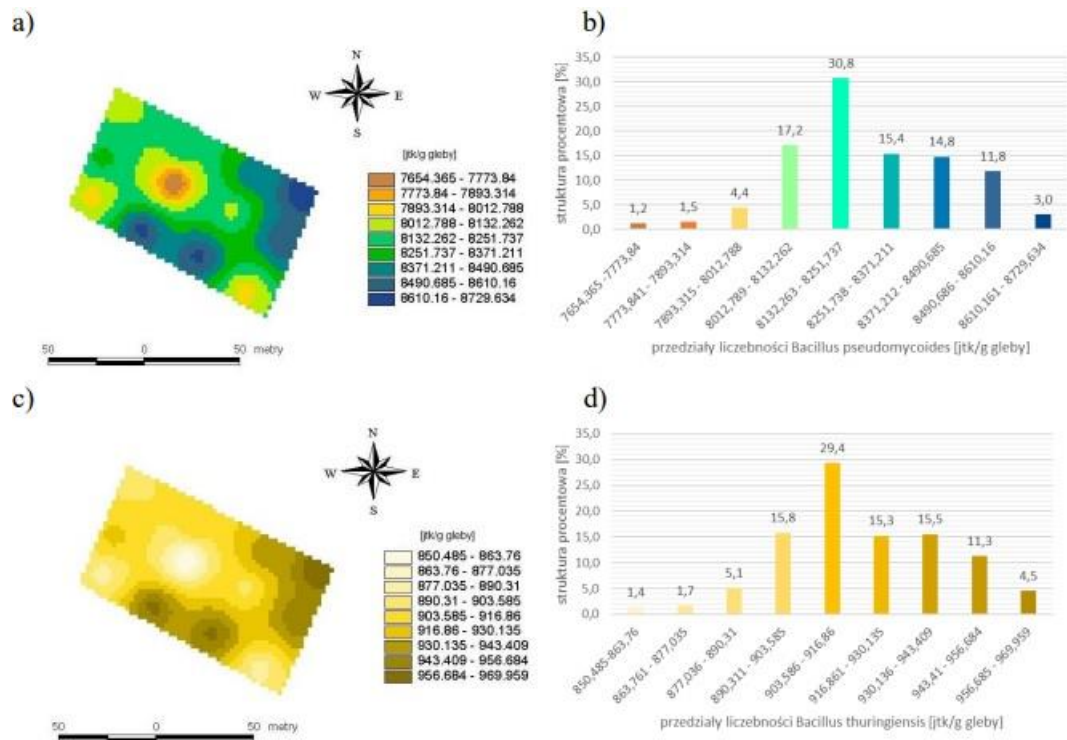 a)
N
W E
S
[jtk/g gleby]
7654.365 - 7773.84
7773.84 - 7893.314
7893.314 - 8012.788
8012.788 - 8132.262
8132.262 - 8251.737
8251.737 - 8371.211
8371.211 - 8490.685
8490.685 - 8610.16
8610.16 - 8729.634
50 0 50 metry
b)
struktura procentowa [%]
35,0
30,0
25,0
20,0
15,0
10,0
5,0
0,0
1,2
1,5
4,4
17,2
30,8
15,4
14,8
11,8
3,0
7654,365 -7773,84
7773,841 - 7893,314
7893,315 - 8012,788
8012,789 - 8132,262
8132,263 - 8251,737
8251,738 - 8371,211
8371,212 - 8490,685
8490,686 - 8610,16
8610,161 - 8729,634
przedziały liczebności Bacillus pseudomycoides [jtk/g gleby]
c)
N
W E
S
[jtk/g gleby]
850.485 - 863.76
863.76 - 877.035
877.035 - 890.31
890.31 - 903.585
903.585 - 916.86
916.86 - 930.135
930.135 - 943.409
943.409 - 956.684
956.684 - 969.959
50 0 50 metry
d)
struktura procentowa [%]
35,0
30,0
25,0
20,0
15,0
10,0
5,0
0,0
1,4
1,7
5,1
15,8
29,4
15,3
15,5
11,3
4,5
850,485-863,76
863,761 - 877,035
877,036 - 890,31
890,311 - 903,585
903,586 - 916,86
916,861 - 930,135
930,136 - 943,409
943,41 - 956,684
956,685 - 969,959
przedziały liczebności Bacillus thuringiensis [jtk/g gleby]